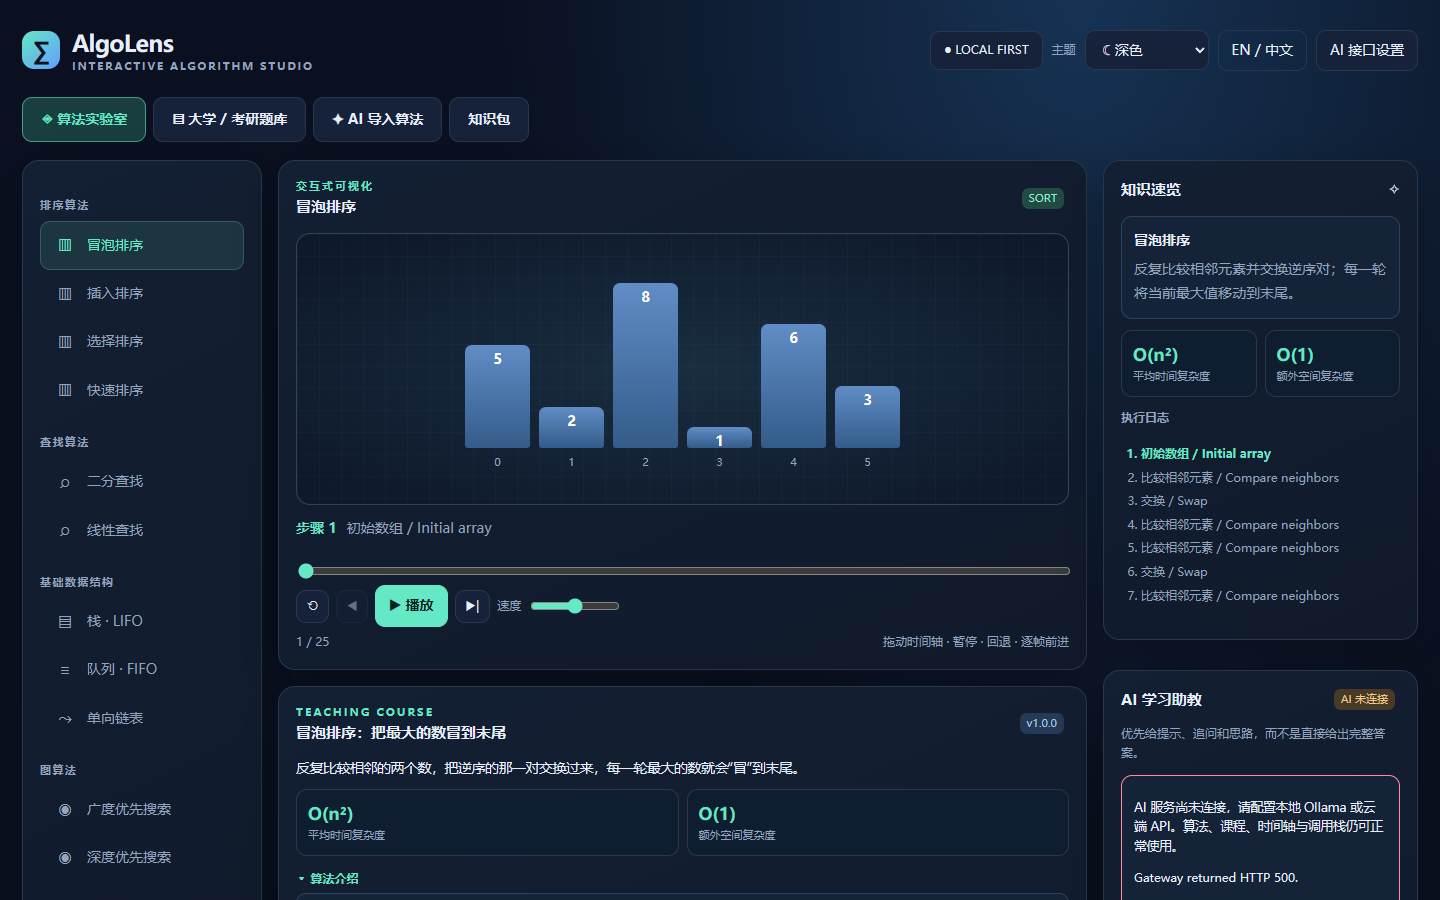 ∑
AlgoLens
INTERACTIVE ALGORITHM STUDIO
● LOCAL FIRST
主题
☾ 深色
EN / 中文
AI 接口设置
◈ 算法实验室
▤ 大学 / 考研题库
✦ AI 导入算法
知识包
排序算法
▥ 冒泡排序
▥ 插入排序
▥ 选择排序
▥ 快速排序
查找算法
⌕ 二分查找
⌕ 线性查找
基础数据结构
▤ 栈 · LIFO
≡ 队列 · FIFO
⤳ 单向链表
图算法
◉ 广度优先搜索
◉ 深度优先搜索
交互式可视化
冒泡排序
SORT
5
2
8
1
6
3
0
1
2
3
4
5
步骤 1 初始数组 / Initial array
▶ 播放
速度
1 / 25
拖动时间轴 · 暂停 · 回退 · 逐帧前进
TEACHING COURSE
冒泡排序：把最大的数冒到末尾
v1.0.0
反复比较相邻的两个数，把逆序的那一对交换过来，每一轮最大的数就会“冒”到末尾。
O(n²)
平均时间复杂度
O(1)
额外空间复杂度
算法介绍
知识速览
冒泡排序
反复比较相邻元素并交换逆序对；每一轮
将当前最大值移动到末尾。
O(n²)
平均时间复杂度
O(1)
额外空间复杂度
执行日志
1. 初始数组 / Initial array
2. 比较相邻元素 / Compare neighbors
3. 交换 / Swap
4. 比较相邻元素 / Compare neighbors
5. 比较相邻元素 / Compare neighbors
6. 交换 / Swap
7. 比较相邻元素 / Compare neighbors
AI 学习助教
AI 未连接
优先给提示、追问和思路，而不是直接给出完整答
案。
AI 服务尚未连接，请配置本地 Ollama 或云
端 API。算法、课程、时间轴与调用栈仍可正
常使用。
Gateway returned HTTP 500.